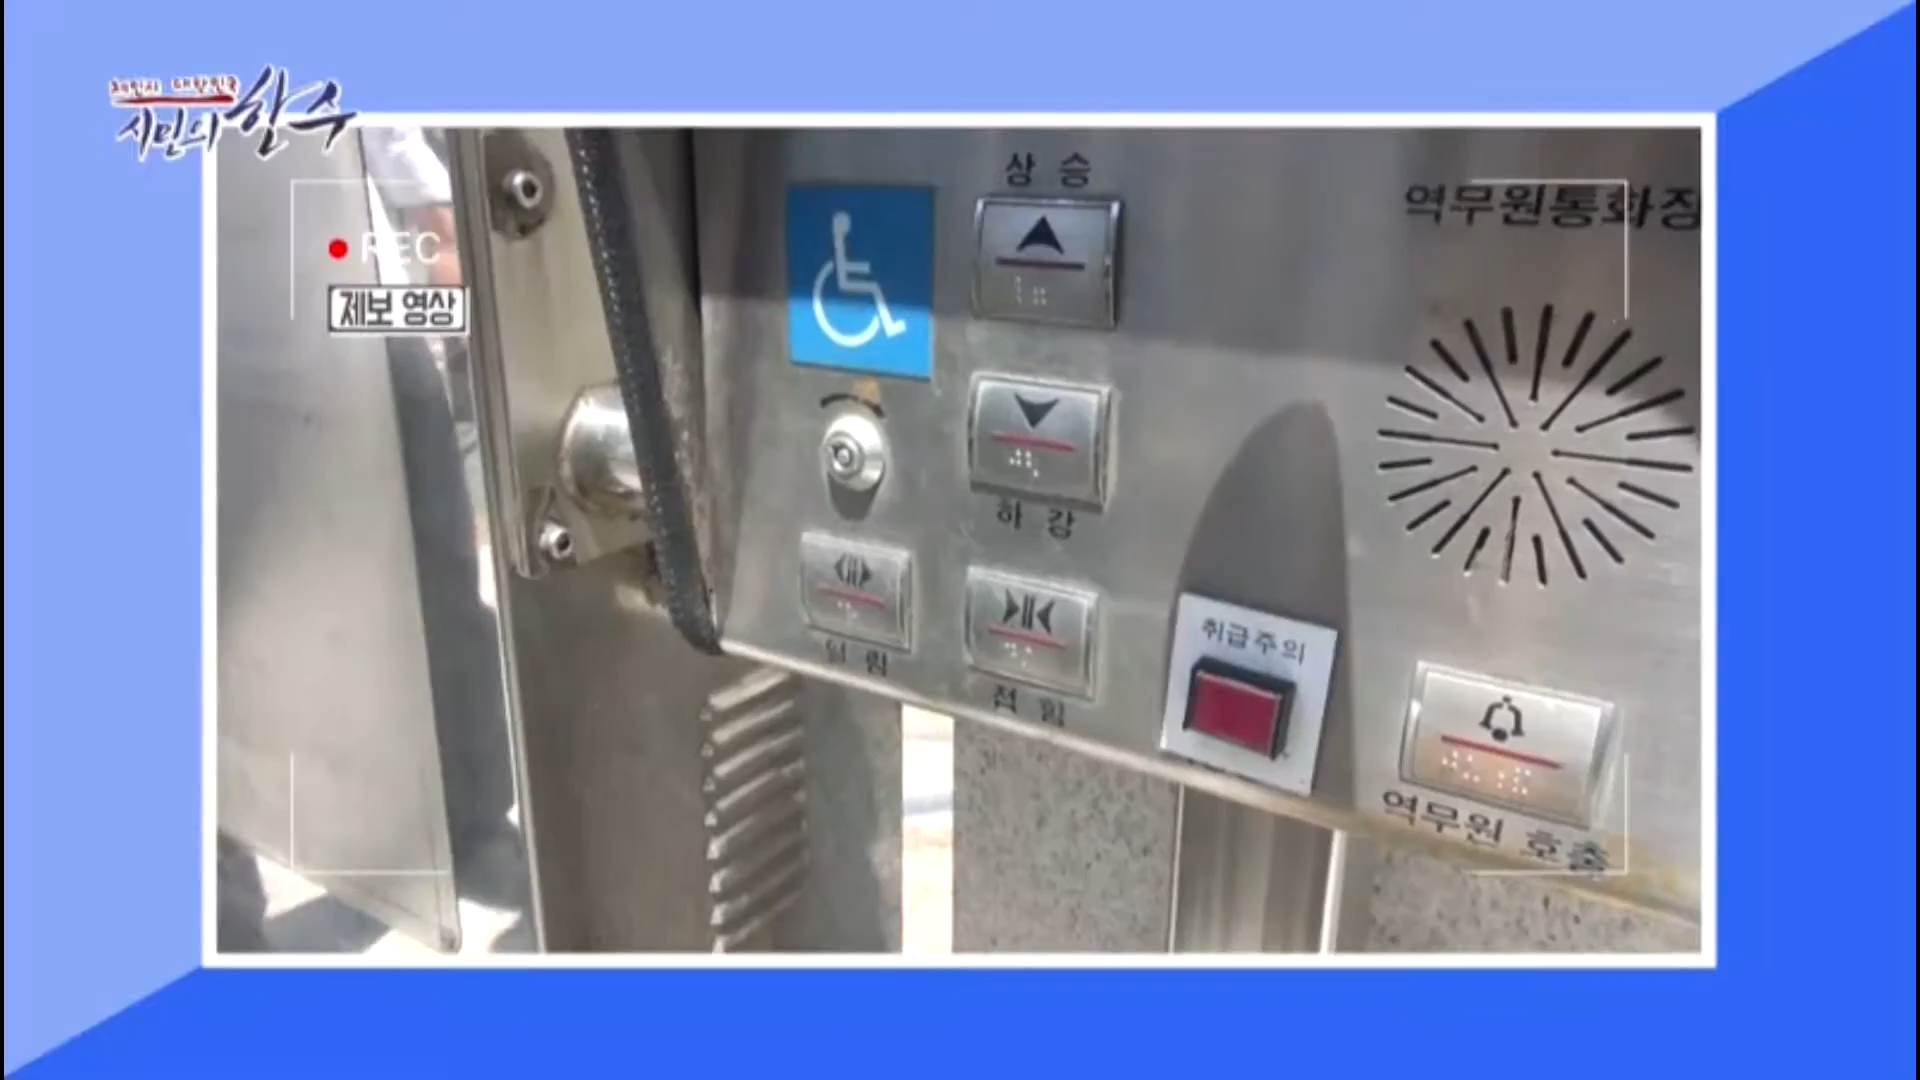 시민의 한수
REC
제보 영상
상 승
역무원통화장
하 강
열 림
접 힘
취급주의
역무원 호출